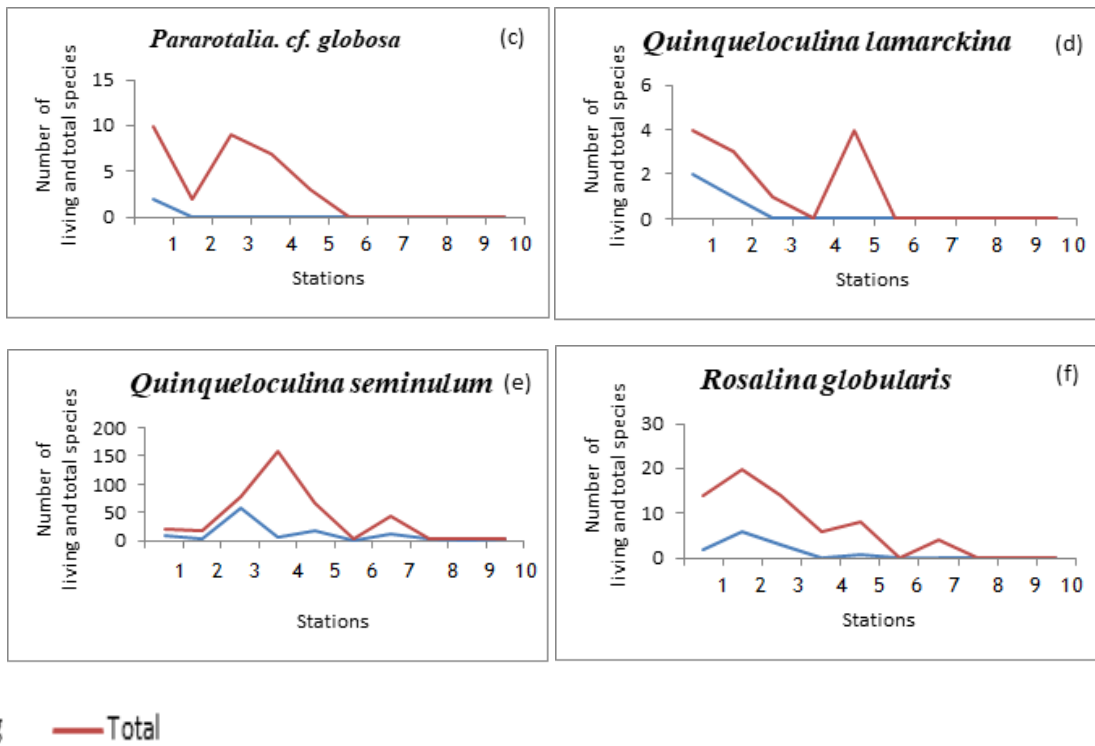 Pararotalia. cf. globosa (c)
Number of
living and total species
15
10
5
0
1 2 3 4 5 6 7 8 9 10
Stations
Quinqueloculina lamarckina (d)
Number of
living and total species
6
4
2
0
1 2 3 4 5 6 7 8 9 10
Stations
Quinqueloculina seminulum (e)
Number of
living and total species
200
150
100
50
0
1 2 3 4 5 6 7 8 9 10
Stations
Rosalina globularis (f)
Number of
living and total species
30
20
10
0
1 2 3 4 5 6 7 8 9 10
Stations
Total